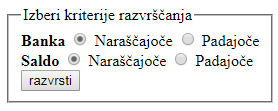 Izberi kriterije razvrščanja
Banka Naraščajoče Padajoče
Saldo Naraščajoče Padajoče
razvrsti